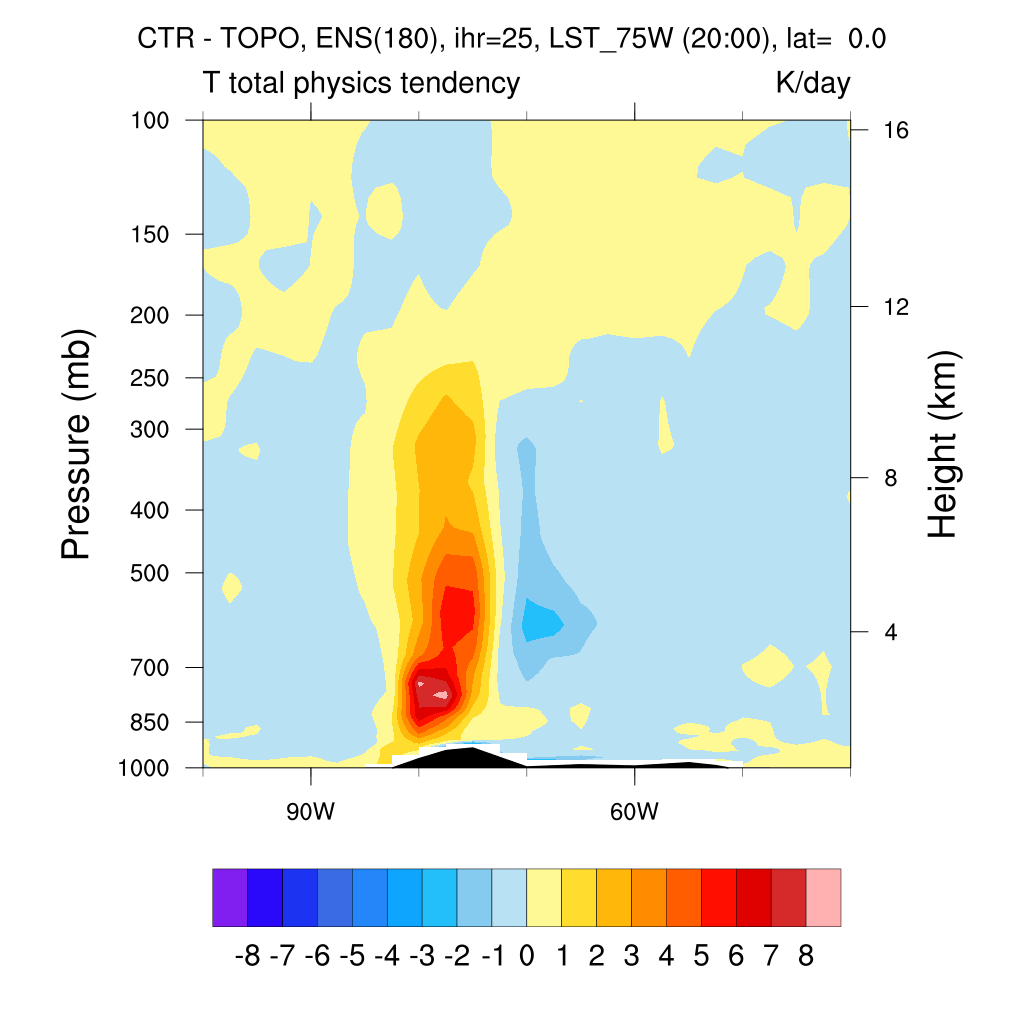 CTR - TOPO, ENS(180), ihr=25, LST_75W (20:00), lat=  0.0
T total physics tendency K/day
100
150
200
250
300
400
500
700
850
1000
Pressure (mb)
16
12
8
4
Height (km)
90W 60W
-8 -7 -6 -5 -4 -3 -2 -1 0 1 2 3 4 5 6 7 8